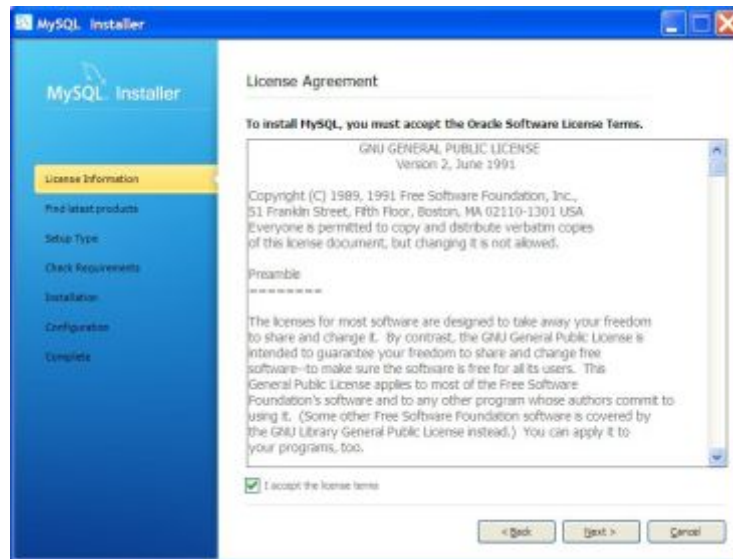 MySQL Installer
MySQL. Installer
License Information
Find latest products
Setup Type
Check Requirements
Installation
Configuration
Complete
License Agreement
To install MySQL, you must accept the Oracle Software License Terms.
GNU GENERAL PUBLIC LICENSE
Version 2, June 1991
Copyright (C) 1989, 1991 Free Software Foundation, Inc.,
51 Franklin Street, Fifth Floor, Boston, MA 02110-1301 USA
Everyone is permitted to copy and distribute verbatim copies
of this license document, but changing it is not allowed.
Preamble
========
The licenses for most software are designed to take away your freedom
to share and change it. By contrast, the GNU General Public License is
intended to guarantee your freedom to share and change free
software--to make sure the software is free for all its users. This
General Public License applies to most of the Free Software
Foundation's software and to any other program whose authors commit to
using it. (Some other Free Software Foundation software is covered by
the GNU Library General Public License instead.) You can apply it to
your programs, too.
I accept the license terms
< Back Next > Cancel